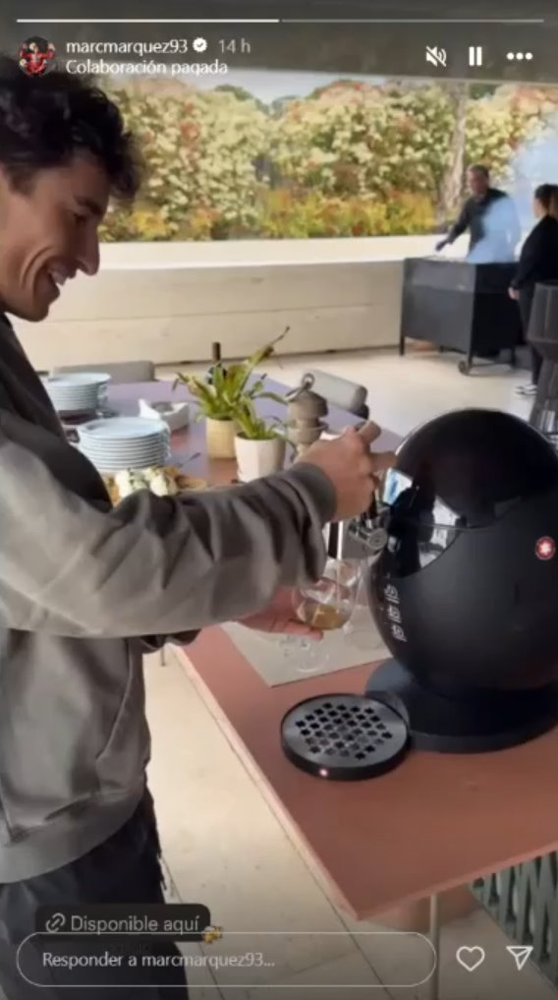 marcmarquez93 14 h
Colaboración pagada
Disponible aquí
Responder a marcmarquez93...